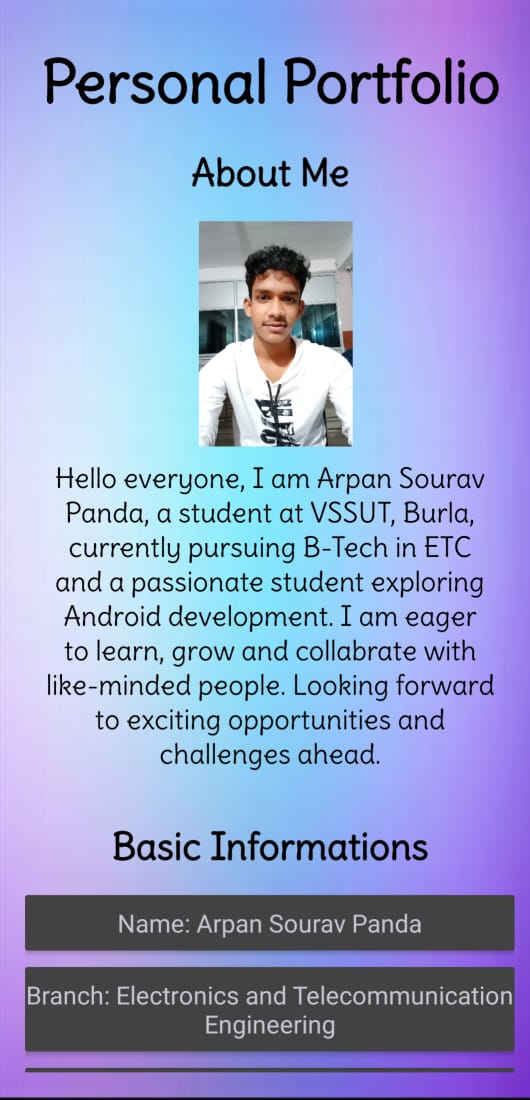 Personal Portfolio
About Me
Hello everyone, I am Arpan Sourav
Panda, a student at VSSUT, Burla,
currently pursuing B-Tech in ETC
and a passionate student exploring
Android development. I am eager
to learn, grow and collabrate with
like-minded people. Looking forward
to exciting opportunities and
challenges ahead.
Basic Informations
Name: Arpan Sourav Panda
Branch: Electronics and Telecommunication
Engineering